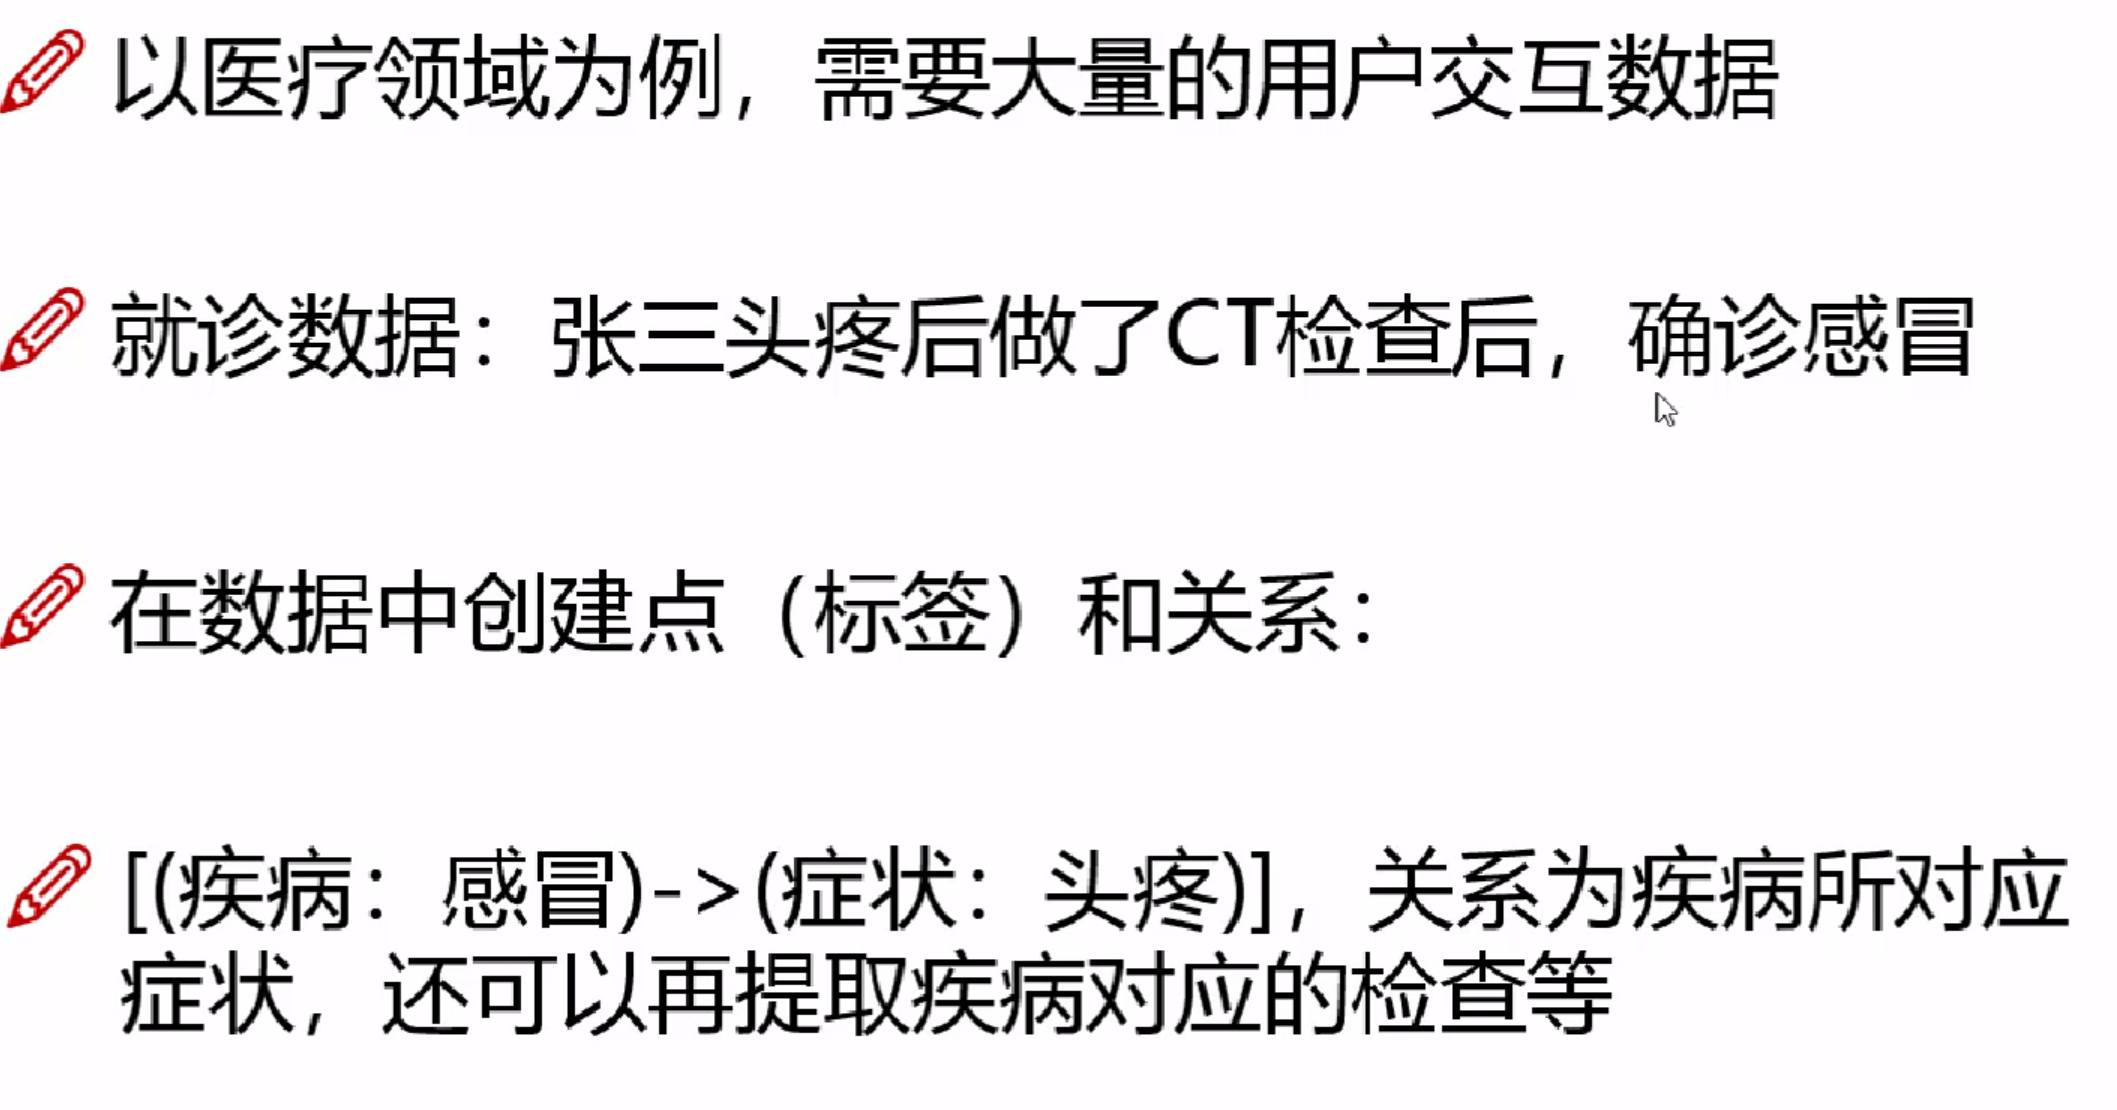 以医疗领域为例，需要大量的用户交互数据
就诊数据：张三头疼后做了CT检查后，确诊感冒
在数据中创建点（标签）和关系：
[(疾病：感冒)->(症状：头疼)]，关系为疾病所对应
症状，还可以再提取疾病对应的检查等